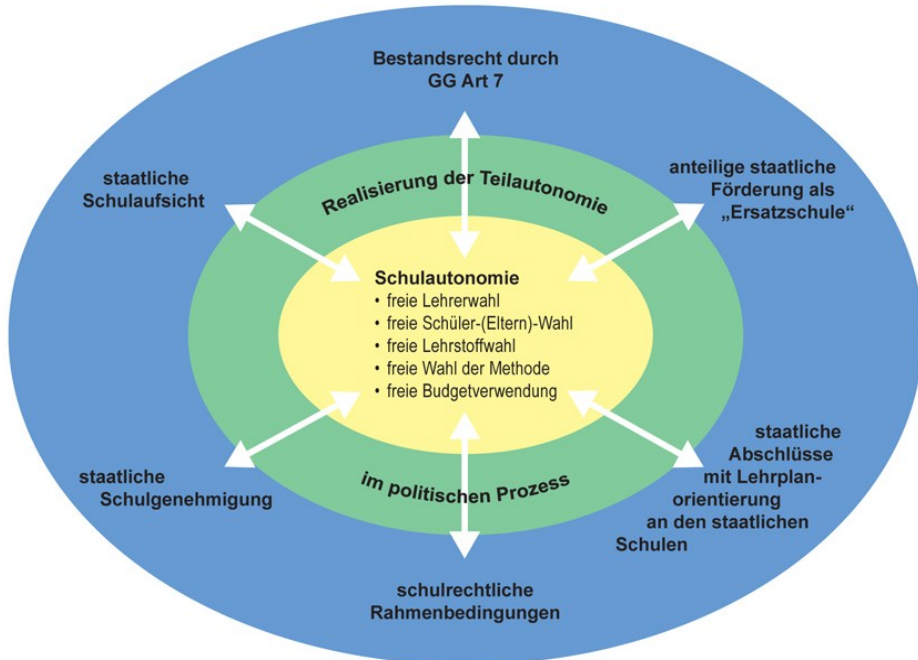 Bestandsrecht durch
GG Art 7
staatliche
Schulaufsicht
anteilige staatliche
Förderung als
„Ersatzschule“
Realisierung der Teilautonomie
Schulautonomie
• freie Lehrerwahl
• freie Schüler-(Eltern)-Wahl
• freie Lehrstoffwahl
• freie Wahl der Methode
• freie Budgetverwendung
im politischen Prozess
staatliche
Schulgenehmigung
staatliche
Abschlüsse
mit Lehrplan-
orientierung
an den staatlichen
Schulen
schulrechtliche
Rahmenbedingungen